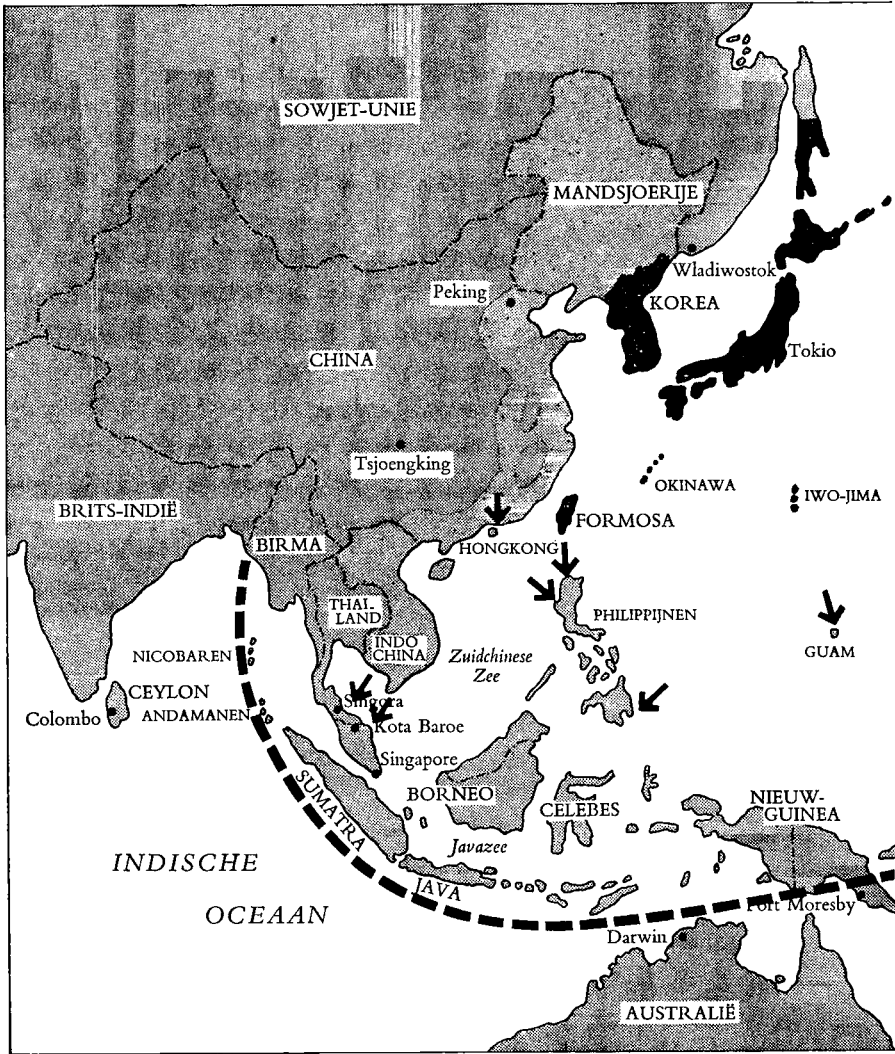 SOWJET-UNIE
MANDSJOERIJE
Wladiwostok
Peking
KOREA
CHINA
Tokio
Tsjoengking
OKINAWA
IWO-JIMA
BRITS-INDIË
FORMOSA
BIRMA
HONGKONG
THAI-
LAND
PHILIPPIJNEN
INDO
CHINA
GUAM
NICOBAREN
Zuidchinese
Zee
CEYLON
Colombo
ANDAMANEN
Singora
Kota Baroe
Singapore
SUMATRA
BORNEO
CELEBES
NIEUW-
GUINEA
Javazee
INDISCHE
OCEAAN
JAVA
Port Moresby
Darwin
AUSTRALIË